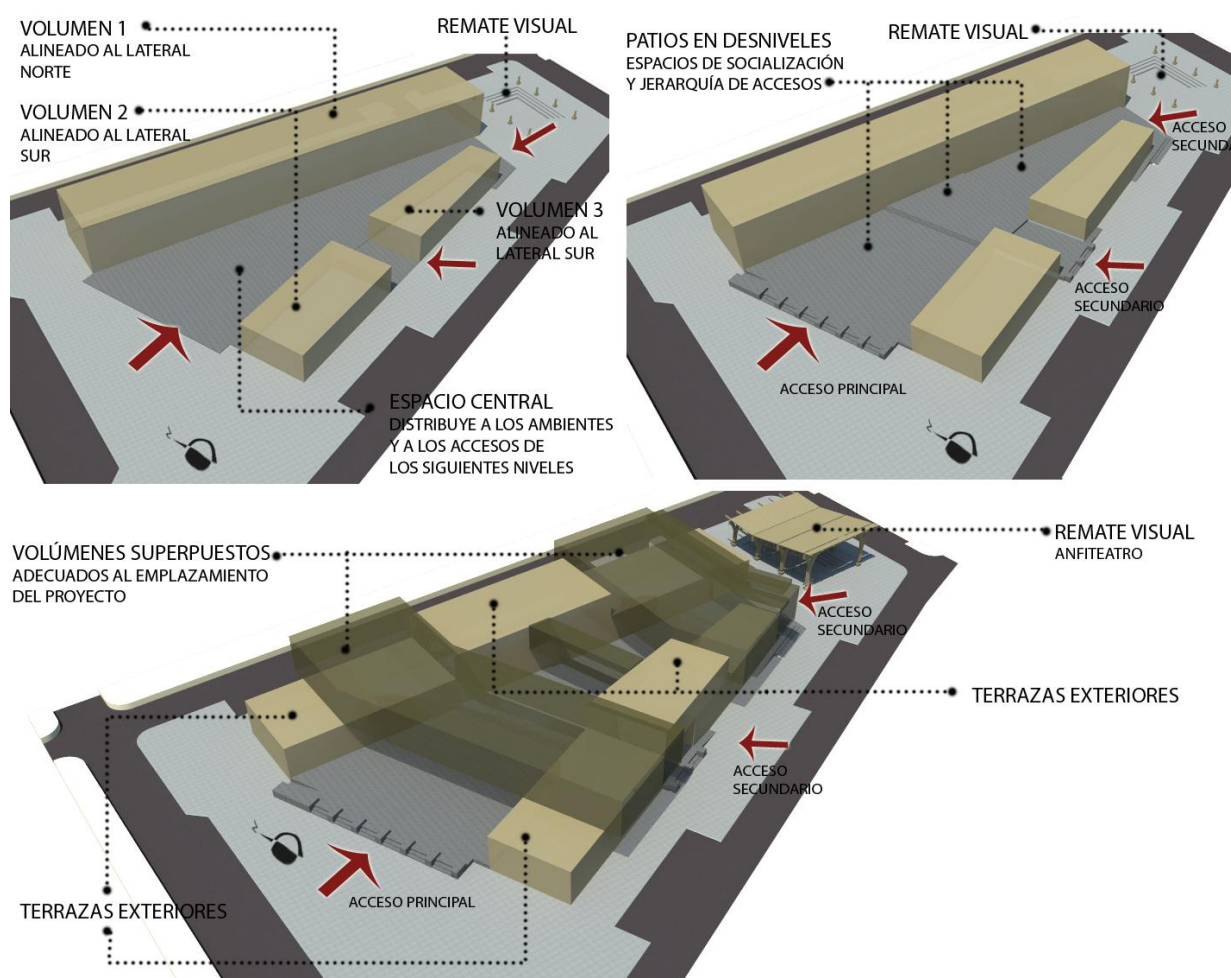 VOLUMEN 1
ALINEADO AL LATERAL
NORTE
REMATE VISUAL
VOLUMEN 2
ALINEADO AL LATERAL
SUR
VOLUMEN 3
ALINEADO AL
LATERAL SUR
ESPACIO CENTRAL
DISTRIBUYE A LOS AMBIENTES
Y A LOS ACCESOS DE
LOS SIGUIENTES NIVELES
Z
PATIOS EN DESNIVELES
ESPACIOS DE SOCIALIZACIÓN
Y JERARQUÍA DE ACCESOS
REMATE VISUAL
ACCESO
SECUNDA
ACCESO
SECUNDARIO
ACCESO PRINCIPAL
Z
VOLÚMENES SUPERPUESTOS
ADECUADOS AL EMPLAZAMIENTO
DEL PROYECTO
REMATE VISUAL
ANFITEATRO
ACCESO
SECUNDARIO
TERRAZAS EXTERIORES
ACCESO
SECUNDARIO
Z
ACCESO PRINCIPAL
TERRAZAS EXTERIORES